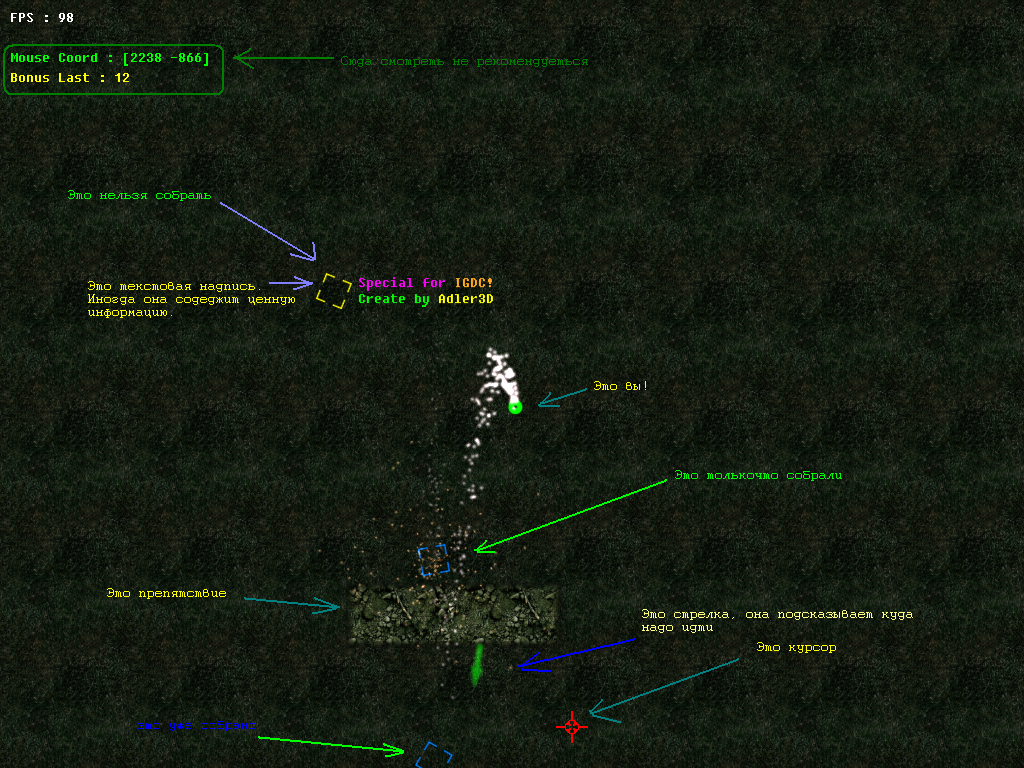 FPS : 98
Mouse Coord : [2238 -866]
Сюда смотреть не рекомендуеться
Bonus Last : 12
Это нельзя собрать
Special for IGDC!
Это текстовая надпись.
Иногда она содеджит ценную
информацию.
Create by Adler3D
Это вы!
Это толькочто собрали
Это препятствие
Это стрелка, она подсказывает куда
надо идти
Это курсор